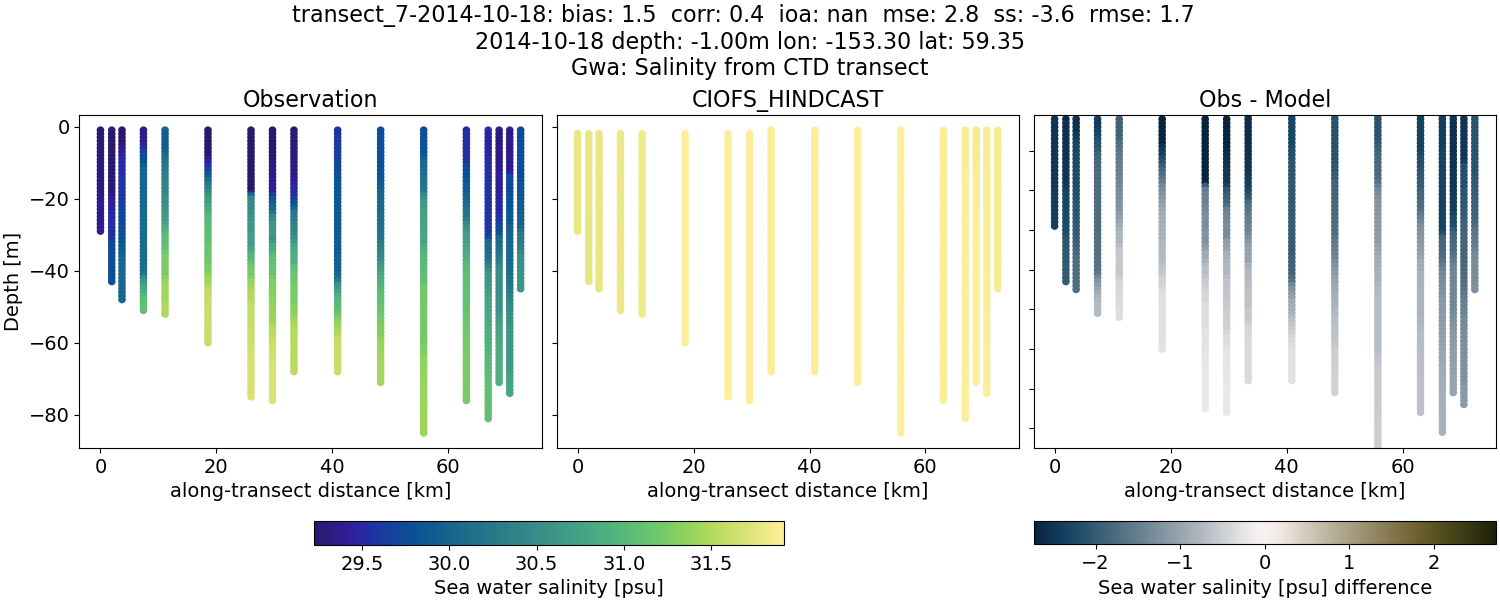 transect_7-2014-10-18: bias: 1.5  corr: 0.4  ioa: nan  mse: 2.8  ss: -3.6  rmse: 1.7
2014-10-18 depth: -1.00m lon: -153.30 lat: 59.35
Gwa: Salinity from CTD transect
Observation
CIOFS_HINDCAST
Obs - Model
Depth [m]
0
−20
−40
−60
−80
0 20 40 60
0 20 40 60
0 20 40 60
along-transect distance [km]
along-transect distance [km]
along-transect distance [km]
29.5 30.0 30.5 31.0 31.5
Sea water salinity [psu]
−2 −1 0 1 2
Sea water salinity [psu] difference